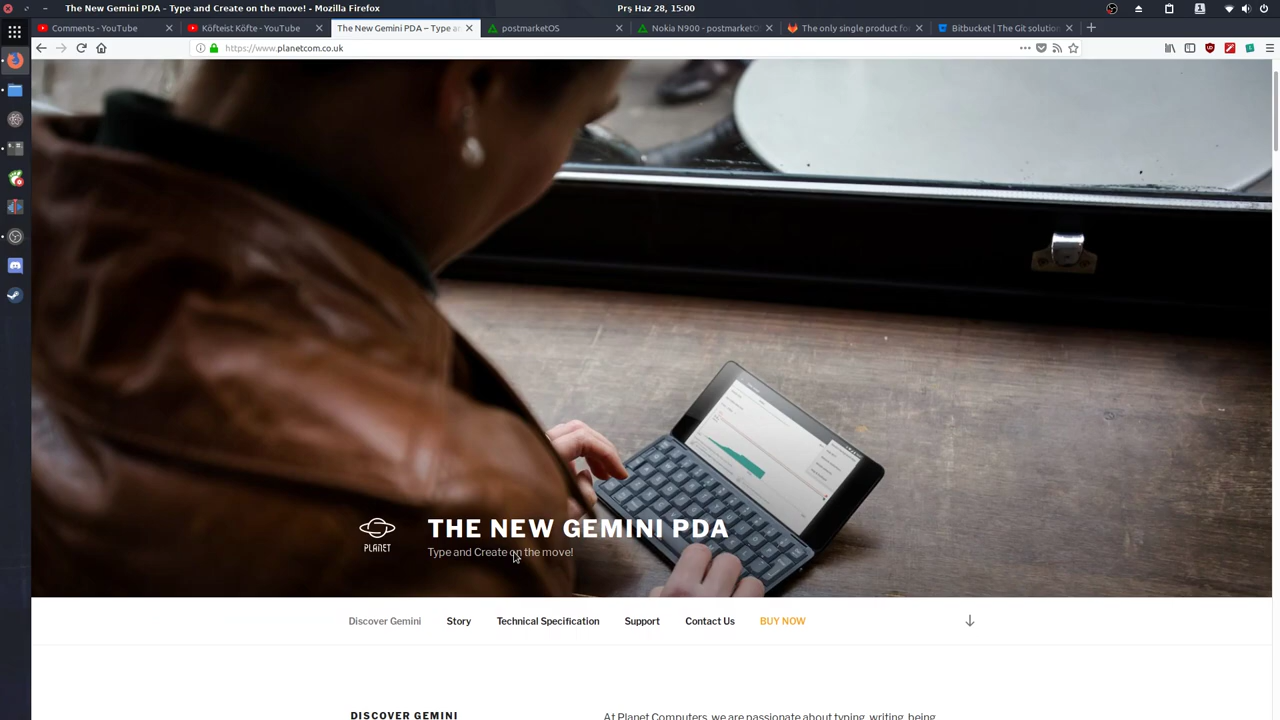 The New Gemini PDA - Type and Create on the move! - Mozilla Firefox
Prş Haz 28, 15:00
1
Comments - YouTube
Köfteist Köfte - YouTube
The New Gemini PDA – Type a
postmarketOS
Nokia N900 - postmarket
The only single product fo
Bitbucket | The Git solution
https://www.planetcom.co.uk
PLANET
THE NEW GEMINI PDA
Type and Create on the move!
Discover Gemini
Story
Technical Specification
Support
Contact Us
BUY NOW
DISCOVER GEMINI
At Planet Computers, we are passionate about typing, writing, being